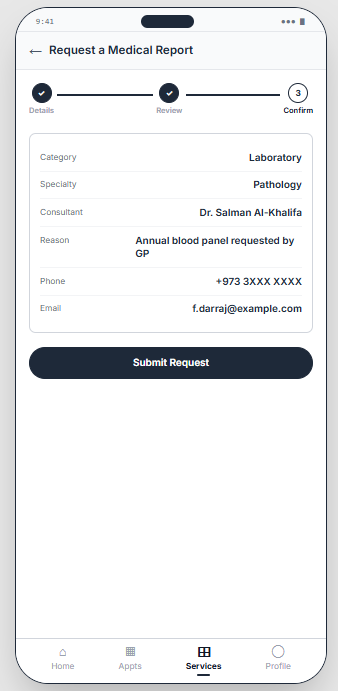 9:41
← Request a Medical Report
3
Details
Review
Confirm
Category
Laboratory
Specialty
Pathology
Consultant
Dr. Salman Al-Khalifa
Reason
Annual blood panel requested by
GP
Phone
+973 3XXX XXXX
Email
f.darraj@example.com
Submit Request
Home
Appts
Services
Profile